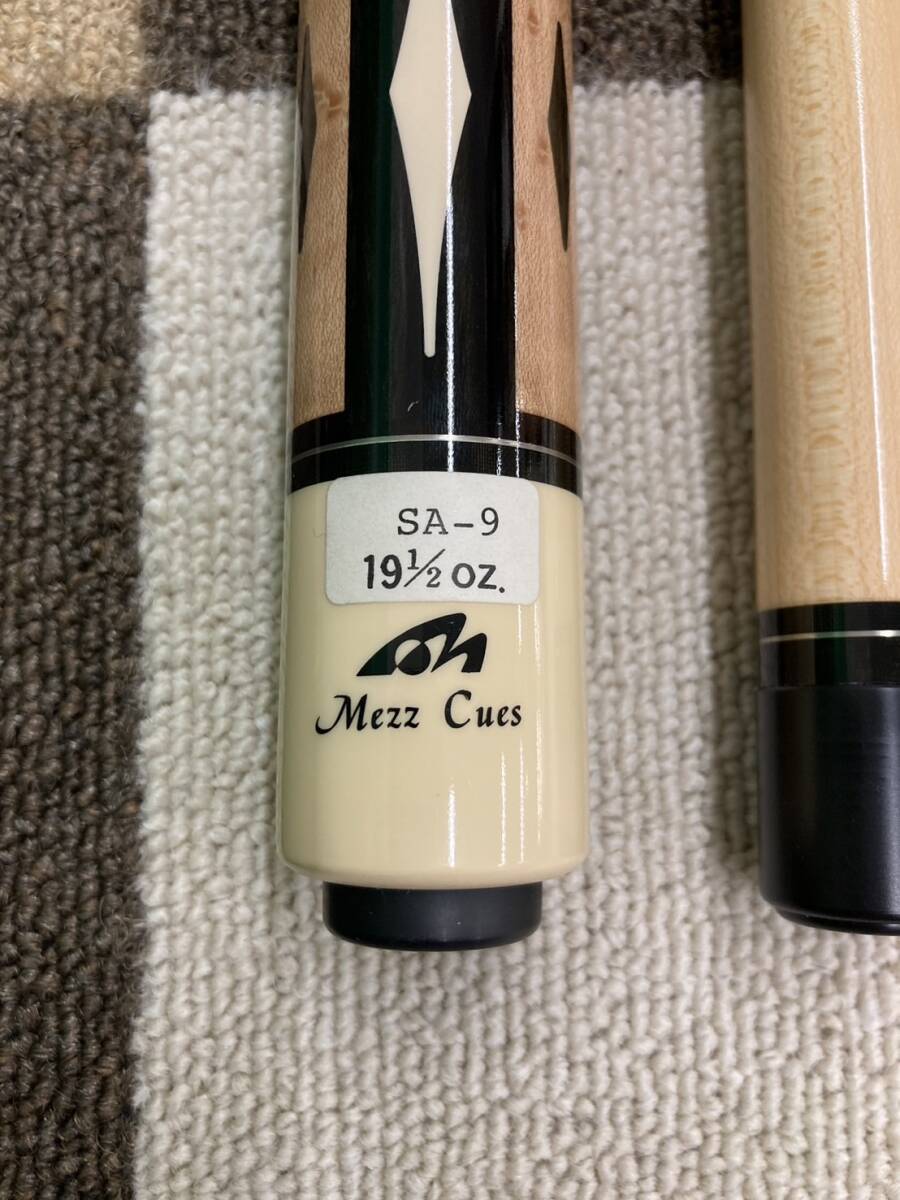 SA-9
19½ oz.
Mezz Cues